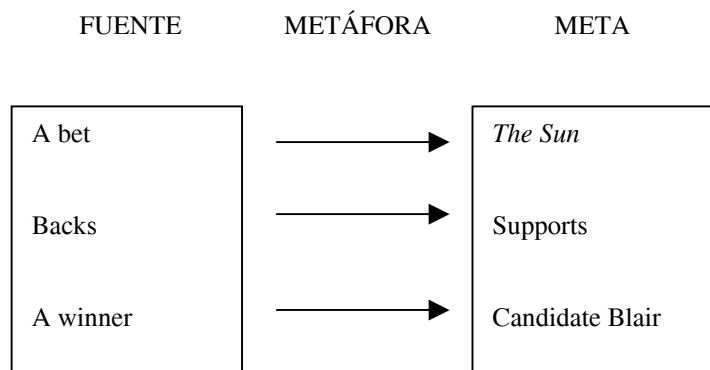 FUENTE METÁFORA META
A bet The Sun
Backs Supports
A winner Candidate Blair